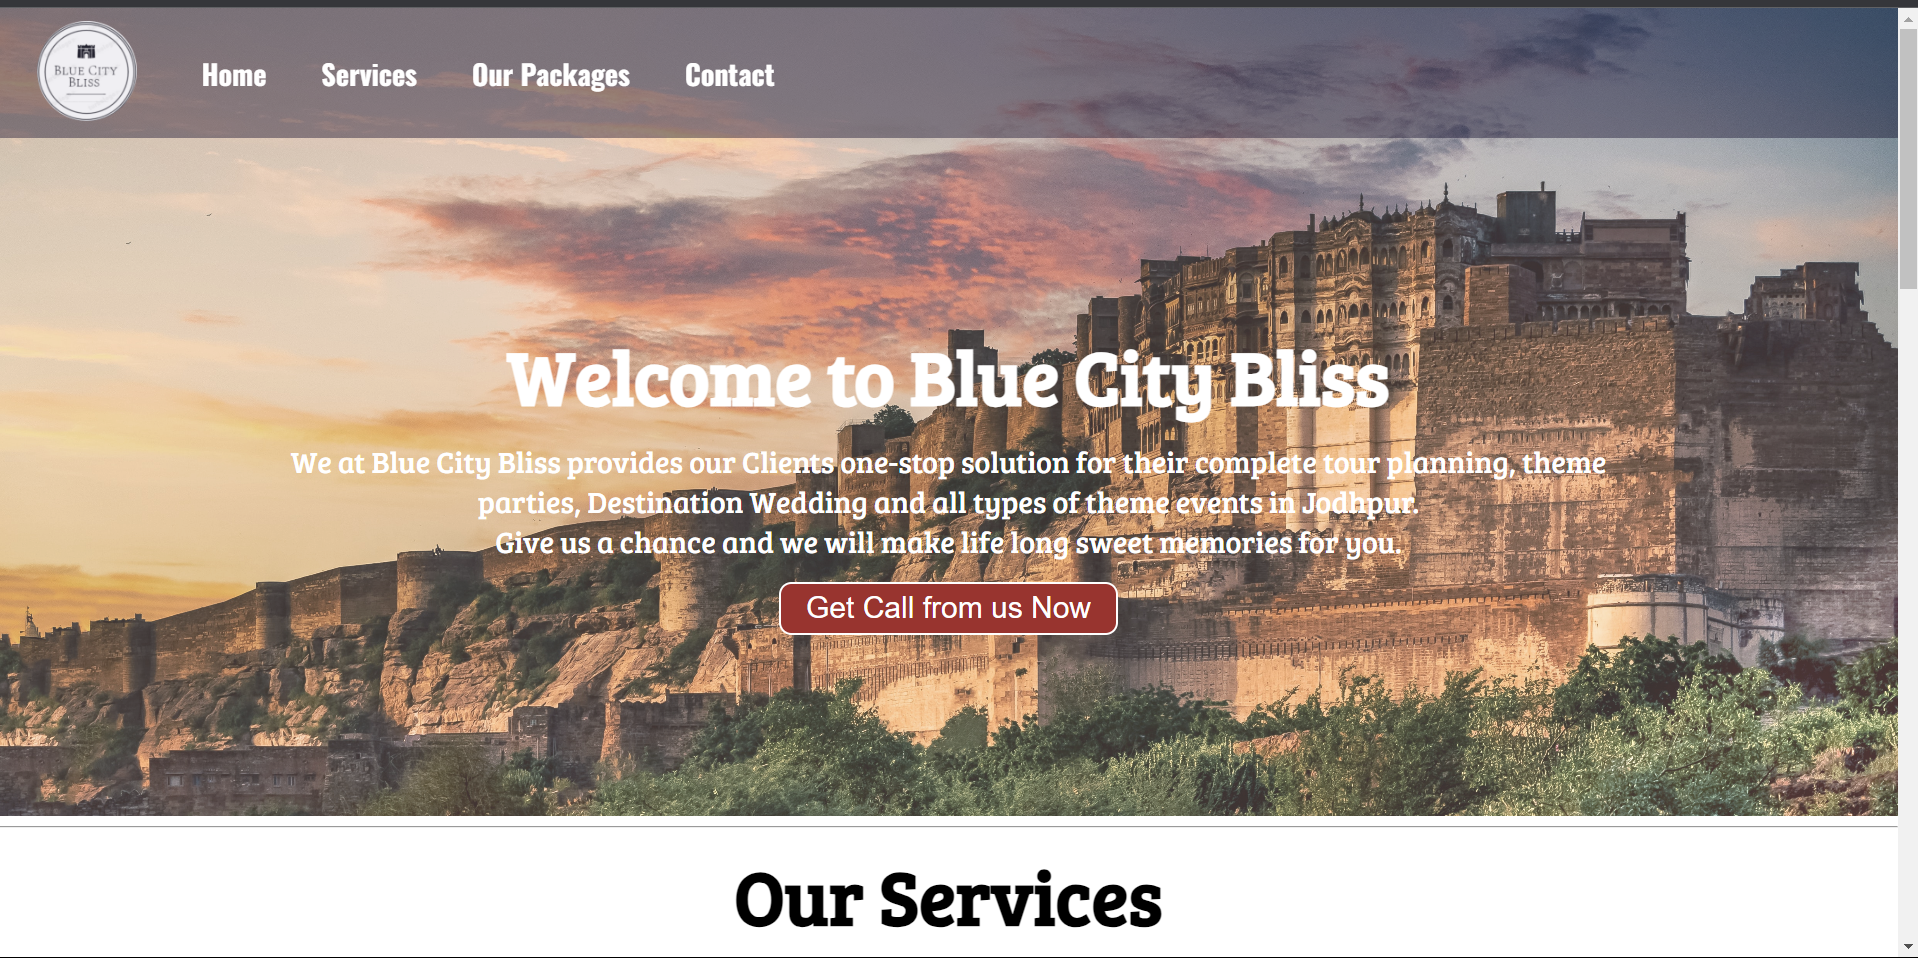 BLUE CITY
BLISS
Home Services Our Packages Contact
Welcome to Blue City Bliss
We at Blue City Bliss provides our Clients one-stop solution for their complete tour planning, theme
parties, Destination Wedding and all types of theme events in Jodhpur.
Give us a chance and we will make life long sweet memories for you.
Get Call from us Now
Our Services